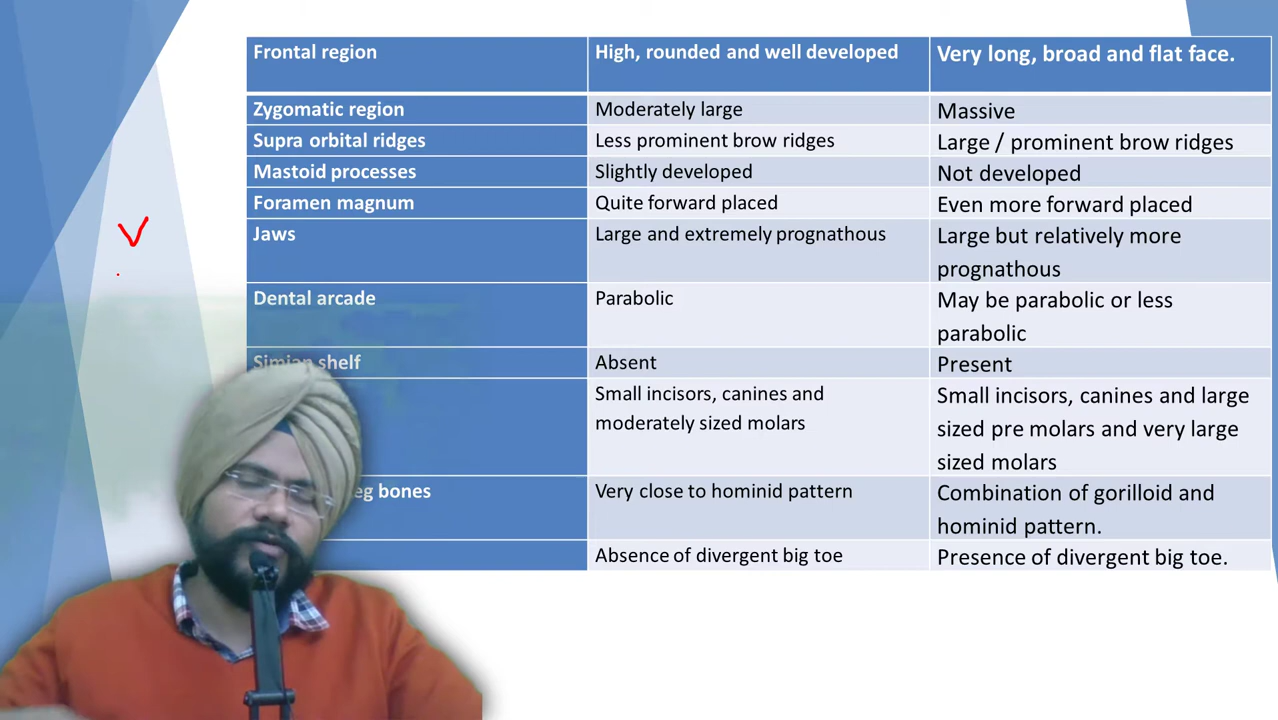 Frontal region
High, rounded and well developed
Very long, broad and flat face.
Zygomatic region
Moderately large
Massive
Supra orbital ridges
Less prominent brow ridges
Large / prominent brow ridges
Mastoid processes
Slightly developed
Not developed
Foramen magnum
Quite forward placed
Even more forward placed
Jaws
Large and extremely prognathous
Large but relatively more
prognathous
Dental arcade
Parabolic
May be parabolic or less
parabolic
Simian shelf
Absent
Present
Small incisors, canines and
moderately sized molars
Small incisors, canines and large
sized pre molars and very large
sized molars
bones
Very close to hominid pattern
Combination of gorilloid and
hominid pattern.
Absence of divergent big toe
Presence of divergent big toe.